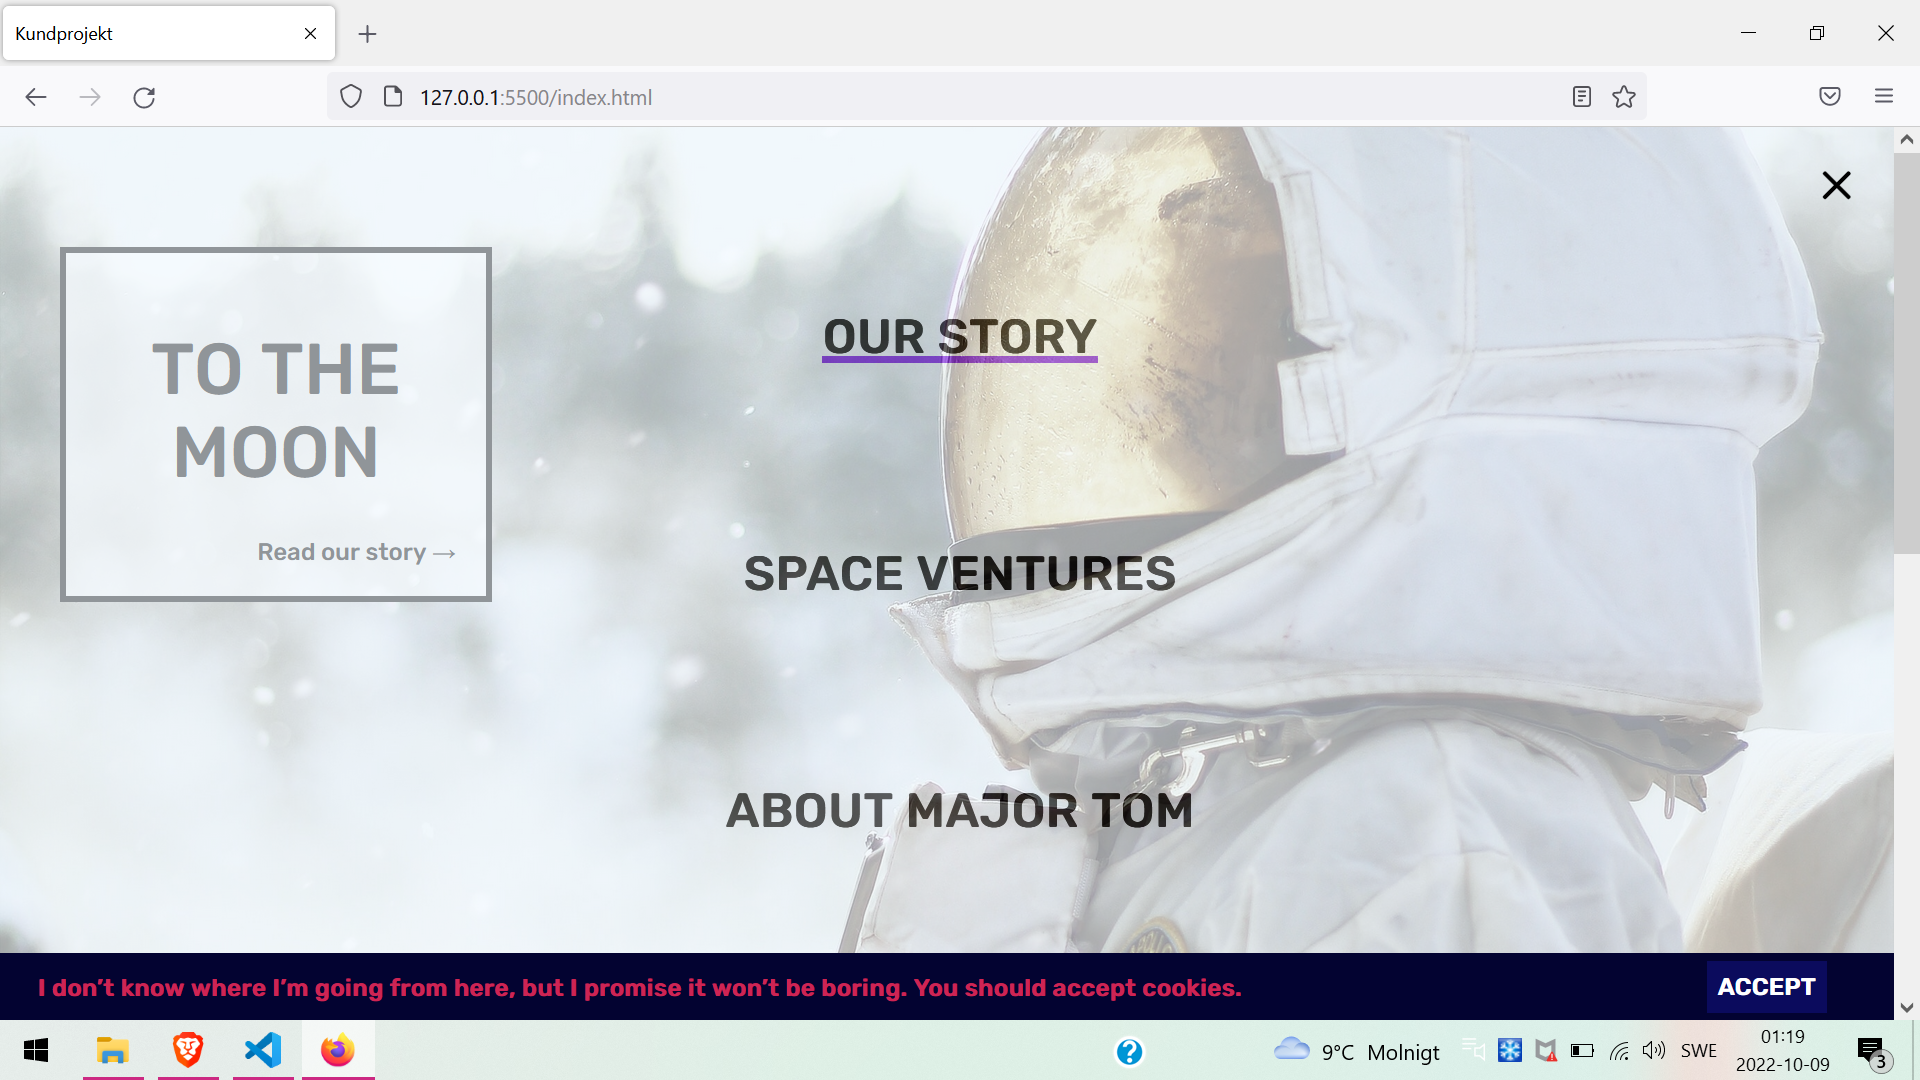 Kundprojekt
127.0.0.1:5500/index.html
TO THE
MOON
Read our story →
OUR STORY
SPACE VENTURES
ABOUT MAJOR TOM
I don’t know where I’m going from here, but I promise it won’t be boring. You should accept cookies.
ACCEPT
9°C Molnigt
SWE
01:19
2022-10-09
3